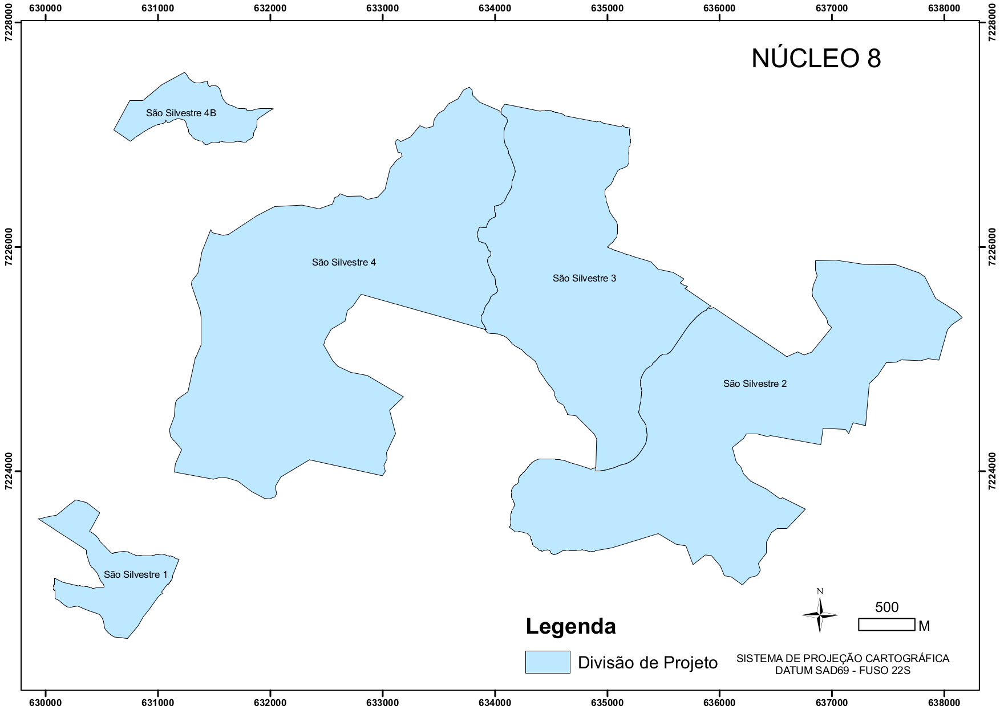 630000 631000 632000 633000 634000 635000 636000 637000 638000
7228000 7228000
NÚCLEO 8
São Silvestre 4B
7226000 7226000
São Silvestre 4
São Silvestre 3
São Silvestre 2
7224000 7224000
São Silvestre 1
N
500
M
Legenda
Divisão de Projeto
SISTEMA DE PROJEÇÃO CARTOGRÁFICA
DATUM SAD69 - FUSO 22S
630000 631000 632000 633000 634000 635000 636000 637000 638000